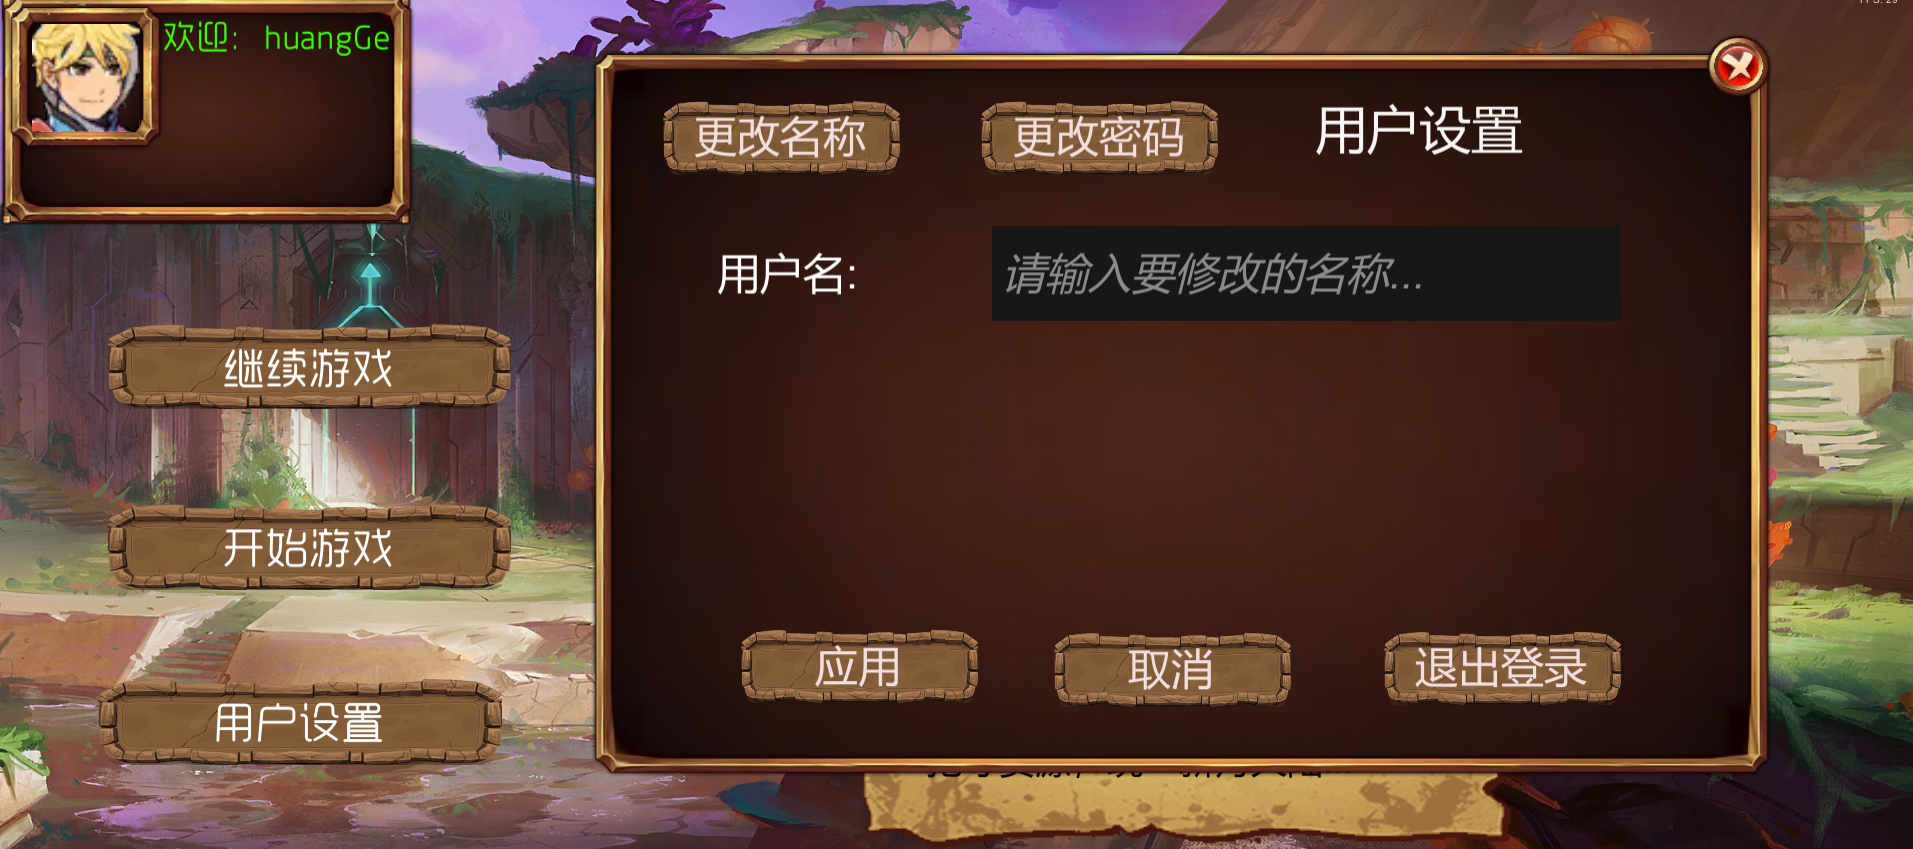 欢迎: huangGe
更改名称
更改密码
用户设置
用户名:
请输入要修改的名称...
继续游戏
开始游戏
用户设置
应用
取消
退出登录